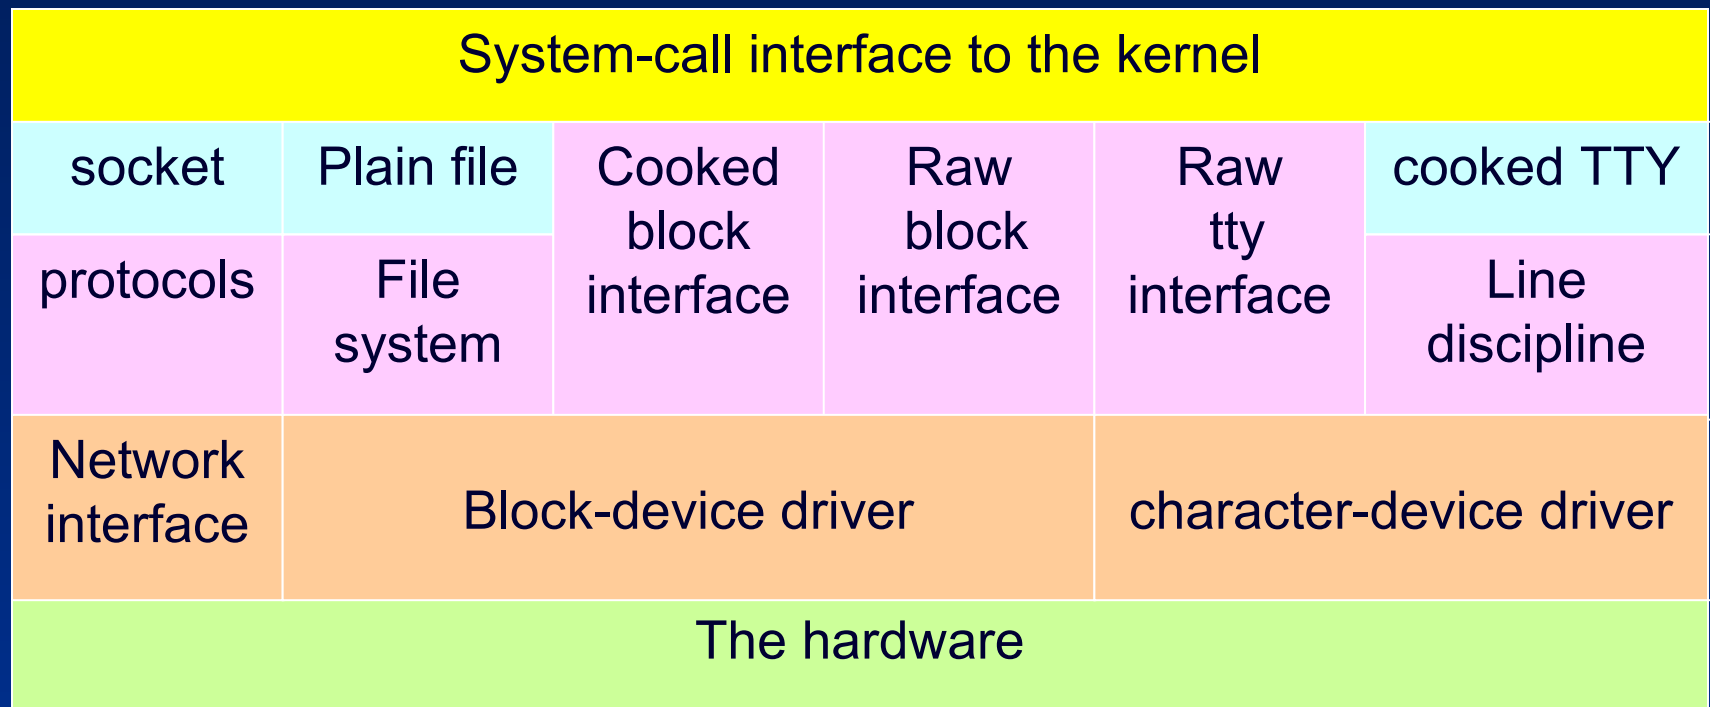 System-call interface to the kernel
socket
Plain file
Cooked
block
interface
Raw
block
interface
Raw
tty
interface
cooked TTY
protocols
File
system
Line
discipline
Network
interface
Block-device driver
character-device driver
The hardware